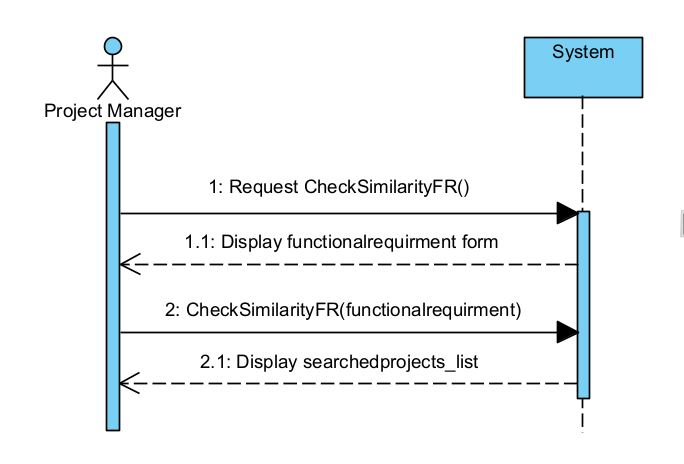 System
Project Manager
1: Request CheckSimilarityFR()
1.1: Display functionalrequirment form
2: CheckSimilarityFR(functionalrequirment)
2.1: Display searchedprojects_list